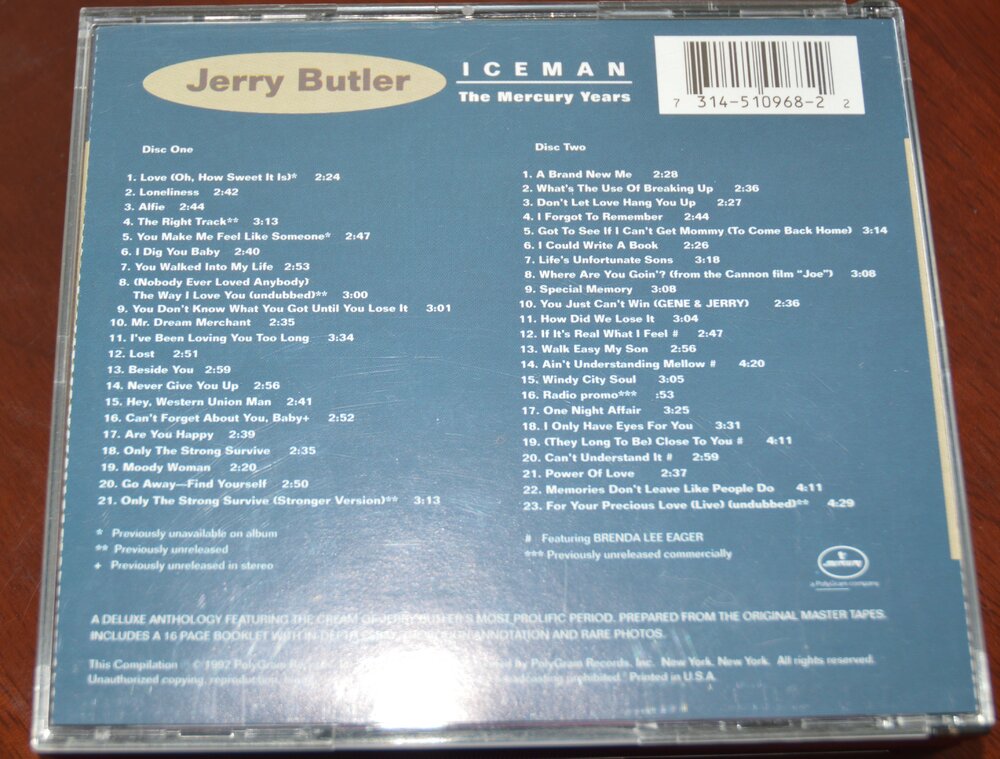 Jerry Butler
ICEMAN
The Mercury Years
7 314-510968-2 2
Disc One
1. Love (Oh, How Sweet It Is)* 2:24
2. Loneliness 2:42
3. Alfie 2:44
4. The Right Track** 3:13
5. You Make Me Feel Like Someone* 2:47
6. I Dig You Baby 2:40
7. You Walked Into My Life 2:53
8. (Nobody Ever Loved Anybody)
The Way I Love You (undubbed)** 3:00
9. You Don't Know What You Got Until You Lose It 3:01
10. Mr. Dream Merchant 2:35
11. I've Been Loving You Too Long 3:34
12. Lost 2:51
13. Beside You 2:59
14. Never Give You Up 2:56
15. Hey, Western Union Man 2:41
16. Can't Forget About You, Baby+ 2:52
17. Are You Happy 2:39
18. Only The Strong Survive 2:35
19. Moody Woman 2:20
20. Go Away—Find Yourself 2:50
21. Only The Strong Survive (Stronger Version)** 3:13
* Previously unavailable on album
** Previously unreleased
+ Previously unreleased in stereo
Disc Two
1. A Brand New Me 2:28
2. What's The Use Of Breaking Up 2:36
3. Don't Let Love Hang You Up 2:27
4. I Forgot To Remember 2:44
5. Got To See If I Can't Get Mommy (To Come Back Home) 3:14
6. I Could Write A Book 2:26
7. Life's Unfortunate Sons 3:18
8. Where Are You Goin'? (from the Cannon film "Joe") 3:08
9. Special Memory 3:08
10. You Just Can't Win (GENE & JERRY) 2:36
11. How Did We Lose It 3:04
12. If It's Real What I Feel # 2:47
13. Walk Easy My Son 2:56
14. Ain't Understanding Mellow # 4:20
15. Windy City Soul 3:05
16. Radio promo*** :53
17. One Night Affair 3:25
18. I Only Have Eyes For You 3:31
19. (They Long To Be) Close To You # 4:11
20. Can't Understand It # 2:59
21. Power Of Love 2:37
22. Memories Don't Leave Like People Do 4:11
23. For Your Precious Love (Live) (undubbed)** 4:29
# Featuring BRENDA LEE EAGER
*** Previously unreleased commercially
mercury
a PolyGram company
A DELUXE ANTHOLOGY FEATURING THE CREAM OF JERRY BUTLER'S MOST PROLIFIC PERIOD. PREPARED FROM THE ORIGINAL MASTER TAPES.
INCLUDES A 16 PAGE BOOKLET WITH IN DEPTH ANNOTATION AND RARE PHOTOS.
This Compilation © 1992 PolyGram by PolyGram Records, Inc. New York, New York. All rights reserved.
Unauthorized copying, reproduction, broadcasting prohibited. Printed in U.S.A.